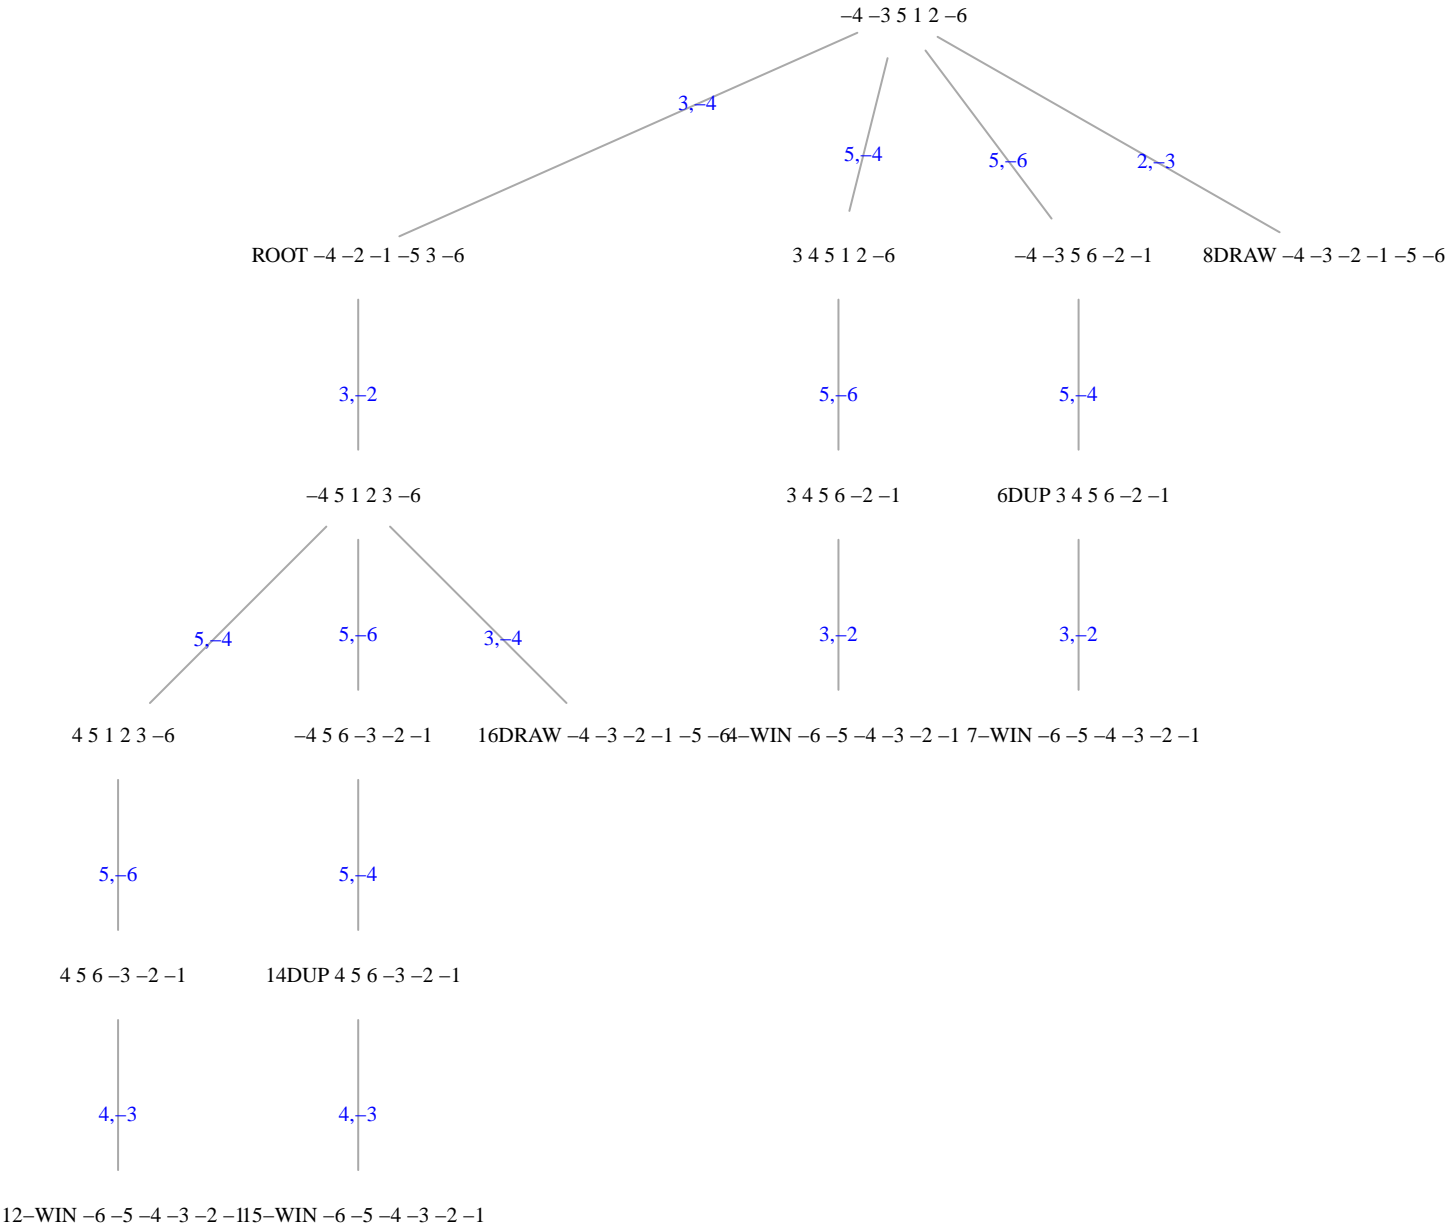 –4 –3 5 1 2 –6
3,–4
5,–4
5,–6
2,–3
ROOT –4 –2 –1 –5 3 –6
3 4 5 1 2 –6
–4 –3 5 6 –2 –1
8DRAW –4 –3 –2 –1 –5 –6
3,–2
5,–6
5,–4
–4 5 1 2 3 –6
3 4 5 6 –2 –1
6DUP 3 4 5 6 –2 –1
5,–4
5,–6
3,–4
3,–2
3,–2
4 5 1 2 3 –6
–4 5 6 –3 –2 –1
16DRAW –4 –3 –2 –1 –5 –6
4–WIN –6 –5 –4 –3 –2 –1
7–WIN –6 –5 –4 –3 –2 –1
5,–6
5,–4
4 5 6 –3 –2 –1
14DUP 4 5 6 –3 –2 –1
4,–3
4,–3
12–WIN –6 –5 –4 –3 –2 –1
15–WIN –6 –5 –4 –3 –2 –1